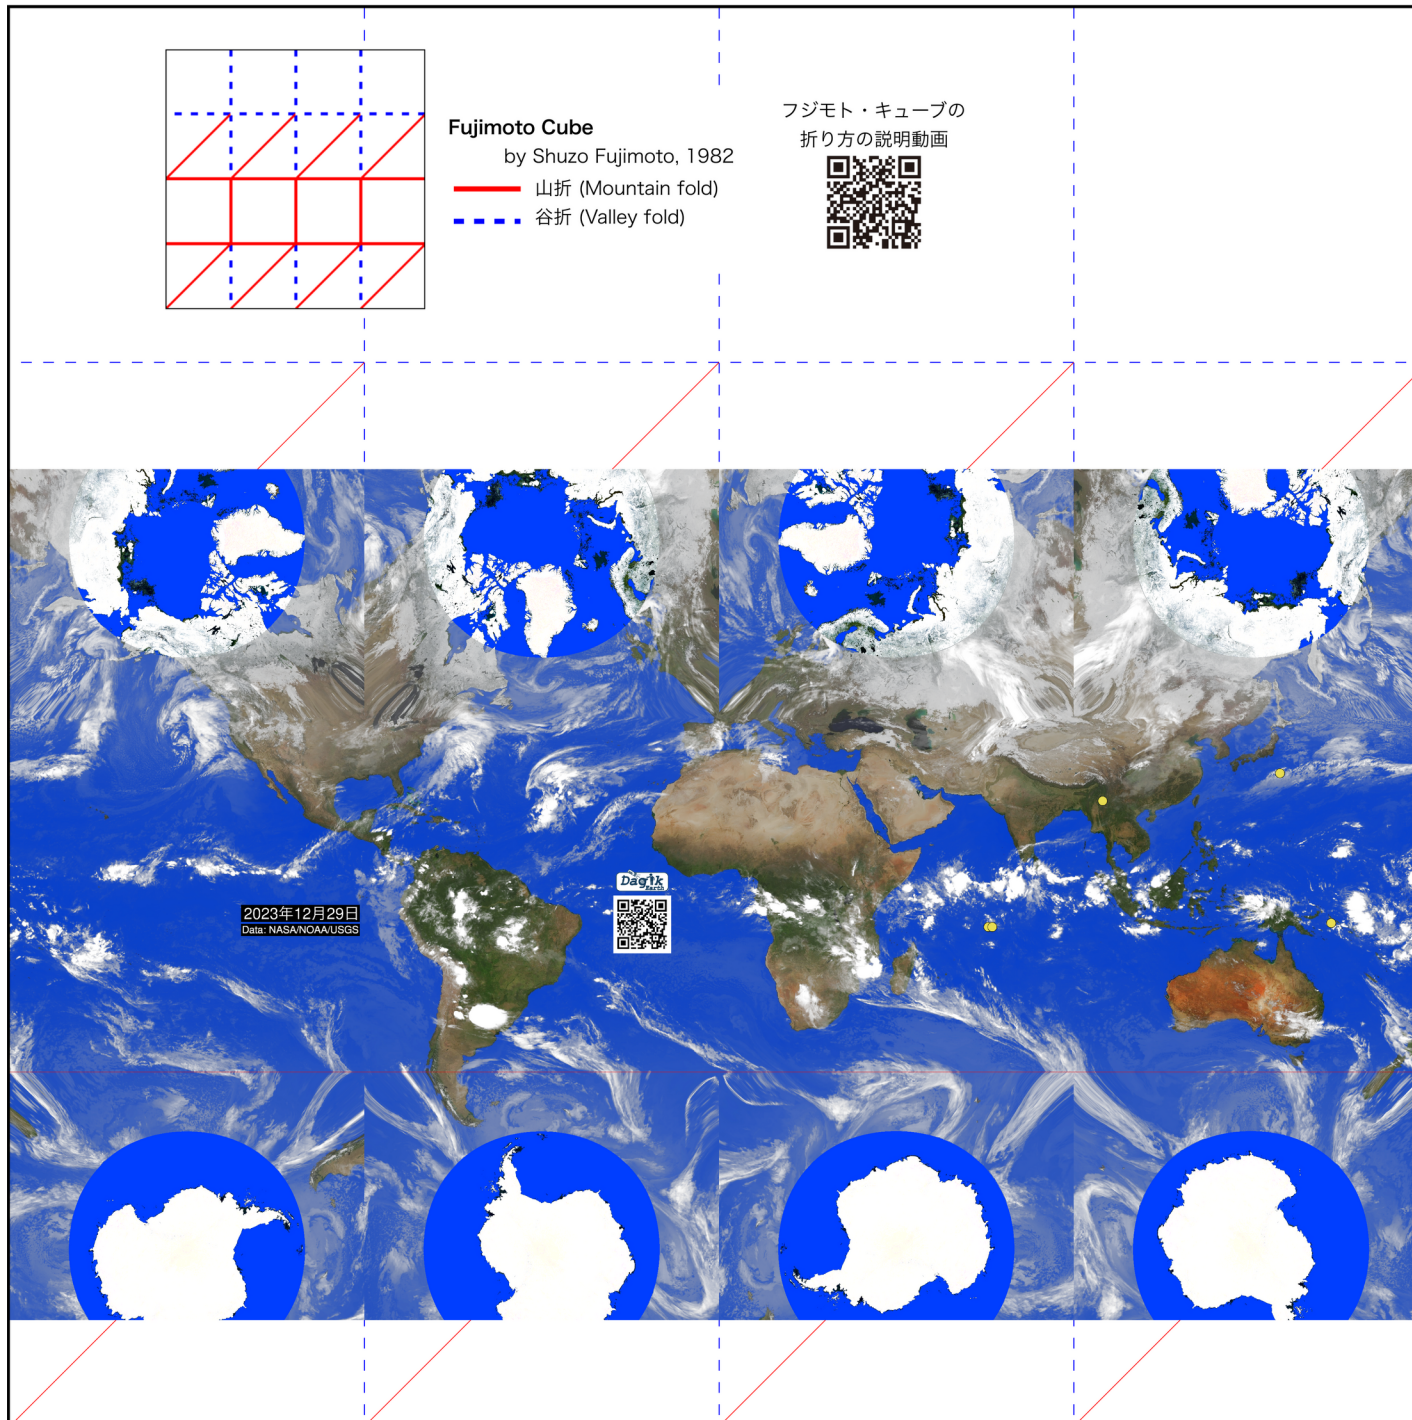 Fujimoto Cube
by Shuzo Fujimoto, 1982
山折 (Mountain fold)
谷折 (Valley fold)
フジモト・キューブの
折り方の説明動画
Dagik
Earth
2023年12月29日
Data: NASA/NOAA/USGS